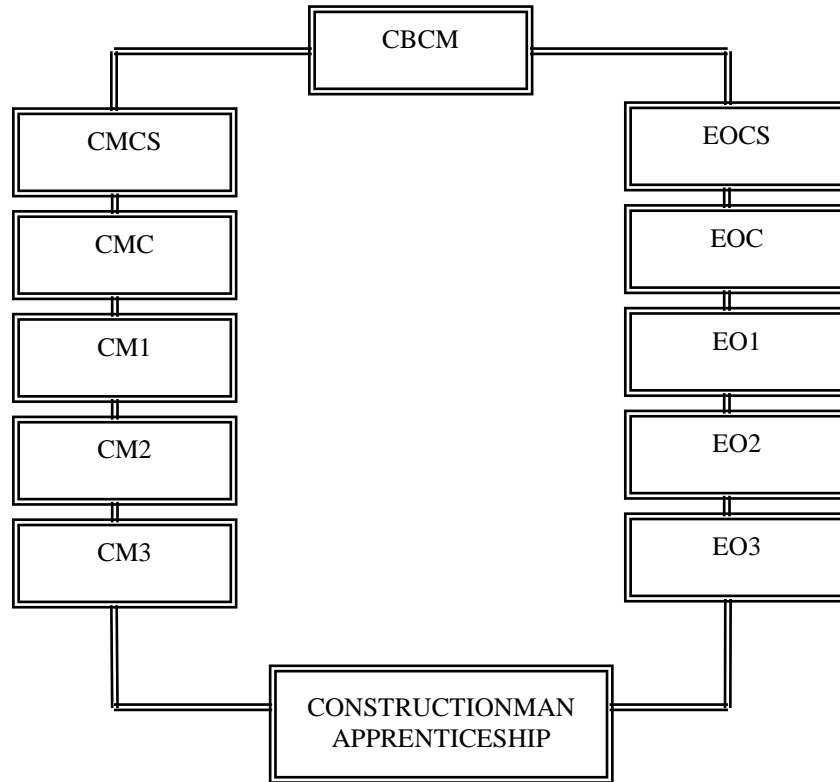 CBCM
CMCS
CMC
CM1
CM2
CM3
EOCS
EOC
EO1
EO2
EO3
CONSTRUCTIONMAN
APPRENTICESHIP